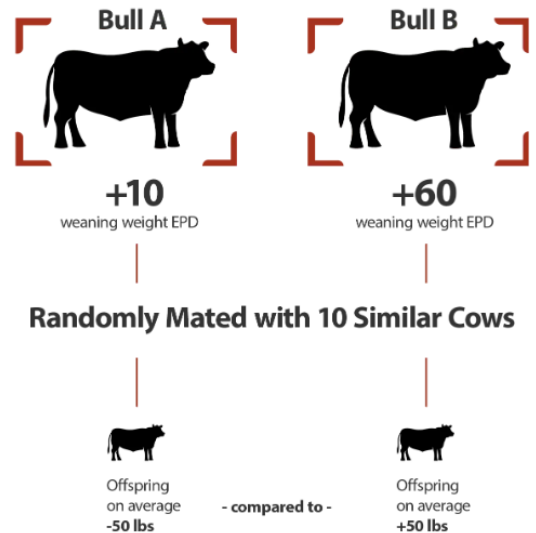 Bull A
Bull B
+10
weaning weight EPD
+60
weaning weight EPD
Randomly Mated with 10 Similar Cows
Offspring
on average
-50 lbs
- compared to -
Offspring
on average
+50 lbs